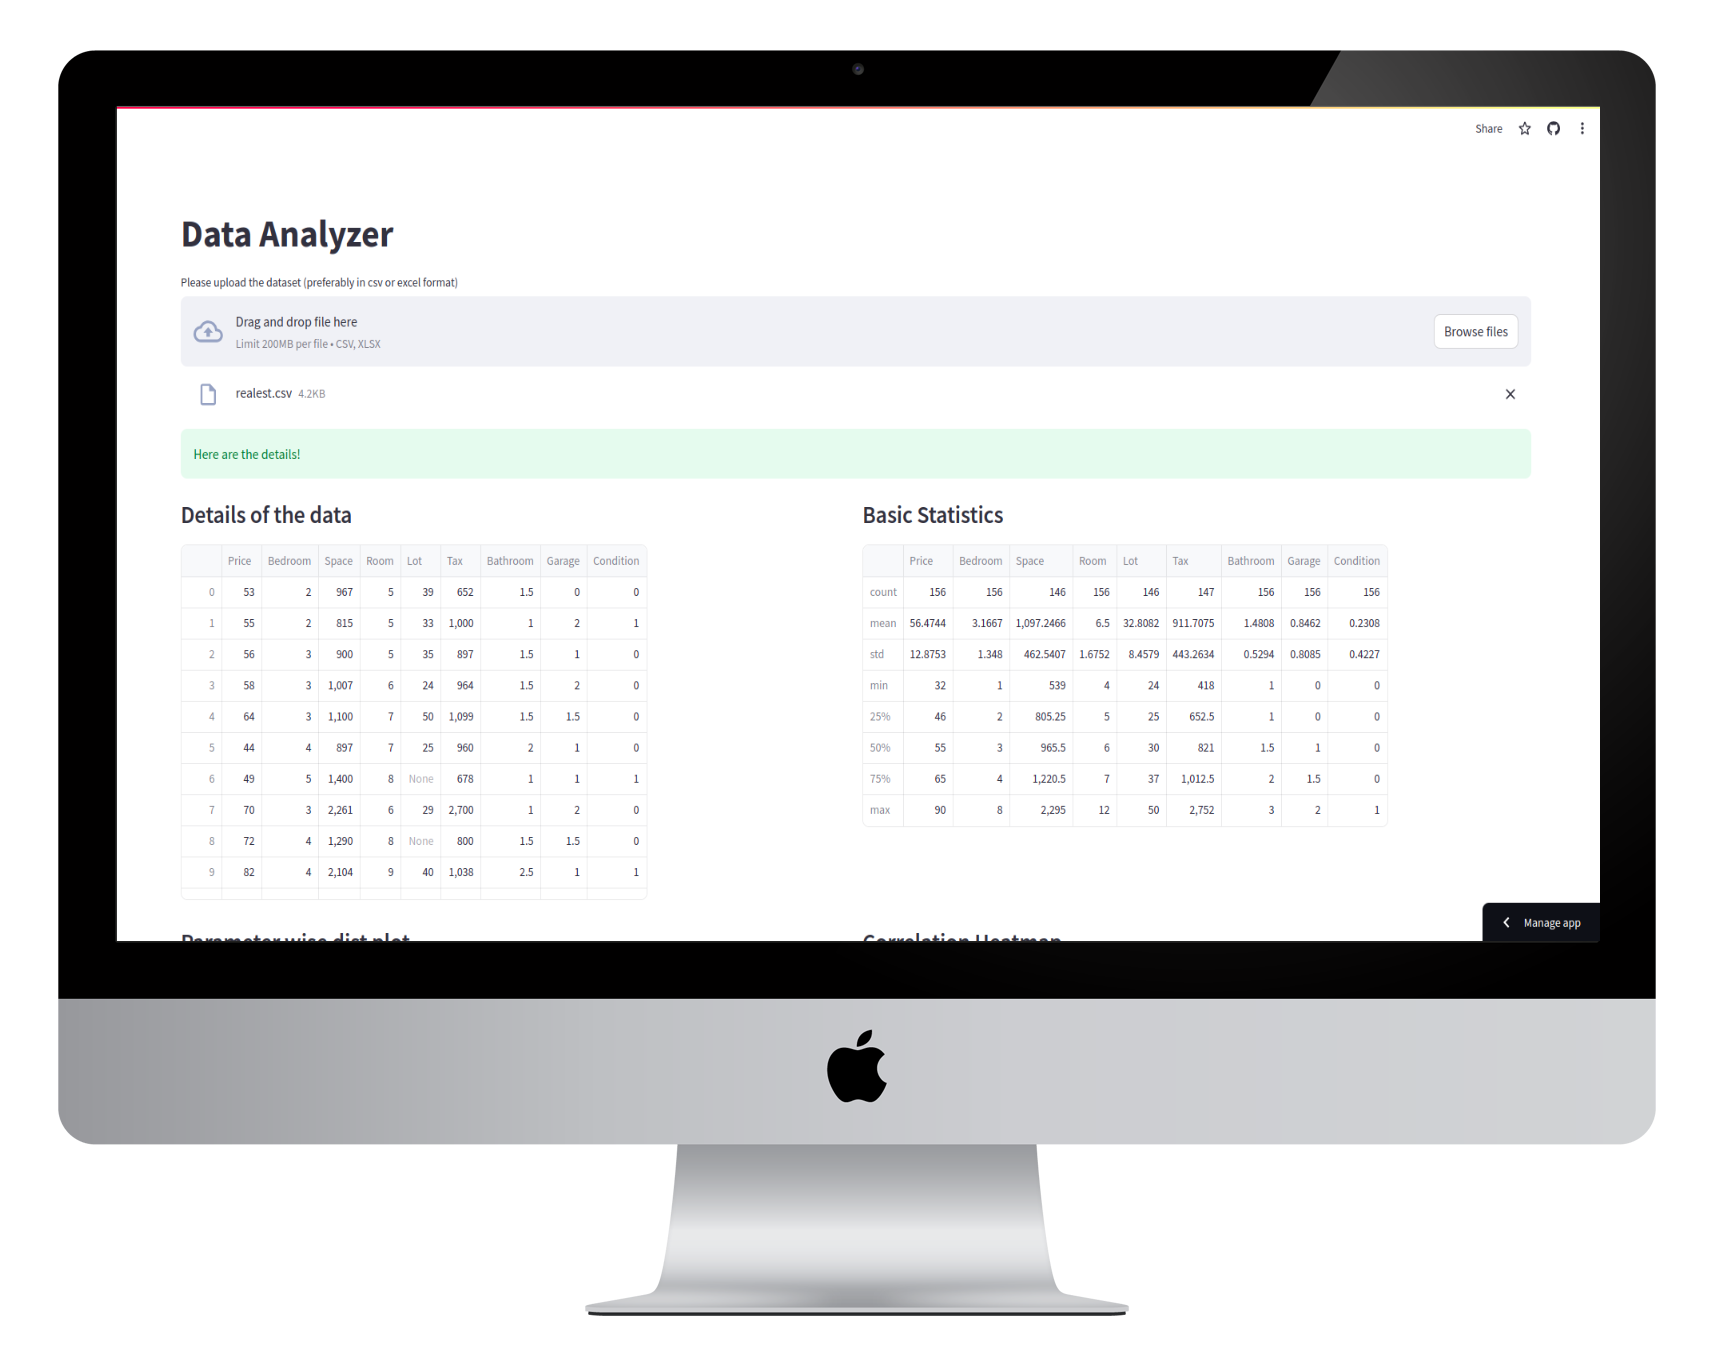 Share
Data Analyzer
Please upload the dataset (preferably in csv or excel format)
Drag and drop file here
Limit 200MB per file • CSV, XLSX
Browse files
realest.csv 4.2KB
Here are the details!
Details of the data
Price Bedroom Space Room Lot Tax Bathroom Garage Condition
0 53 2 967 5 39 652 1.5 0 0
1 55 2 815 5 33 1,000 1 2 1
2 56 3 900 5 35 897 1.5 1 0
3 58 3 1,007 6 24 964 1.5 2 0
4 64 3 1,100 7 50 1,099 1.5 1.5 0
5 44 4 897 7 25 960 2 1 0
6 49 5 1,400 8 None 678 1 1 1
7 70 3 2,261 6 29 2,700 1 2 0
8 72 4 1,290 8 None 800 1.5 1.5 0
9 82 4 2,104 9 40 1,038 2.5 1 1
Basic Statistics
Price Bedroom Space Room Lot Tax Bathroom Garage Condition
count 156 156 146 156 146 147 156 156 156
mean 56.4744 3.1667 1,097.2466 6.5 32.8082 911.7075 1.4808 0.8462 0.2308
std 12.8753 1.348 462.5407 1.6752 8.4579 443.2634 0.5294 0.8085 0.4227
min 32 1 539 4 24 418 1 0 0
25% 46 2 805.25 5 25 652.5 1 0 0
50% 55 3 965.5 6 30 821 1.5 1 0
75% 65 4 1,220.5 7 37 1,012.5 2 1.5 0
max 90 8 2,295 12 50 2,752 3 2 1
Parameter wise dist plot
Correlation Heatmap
Manage app